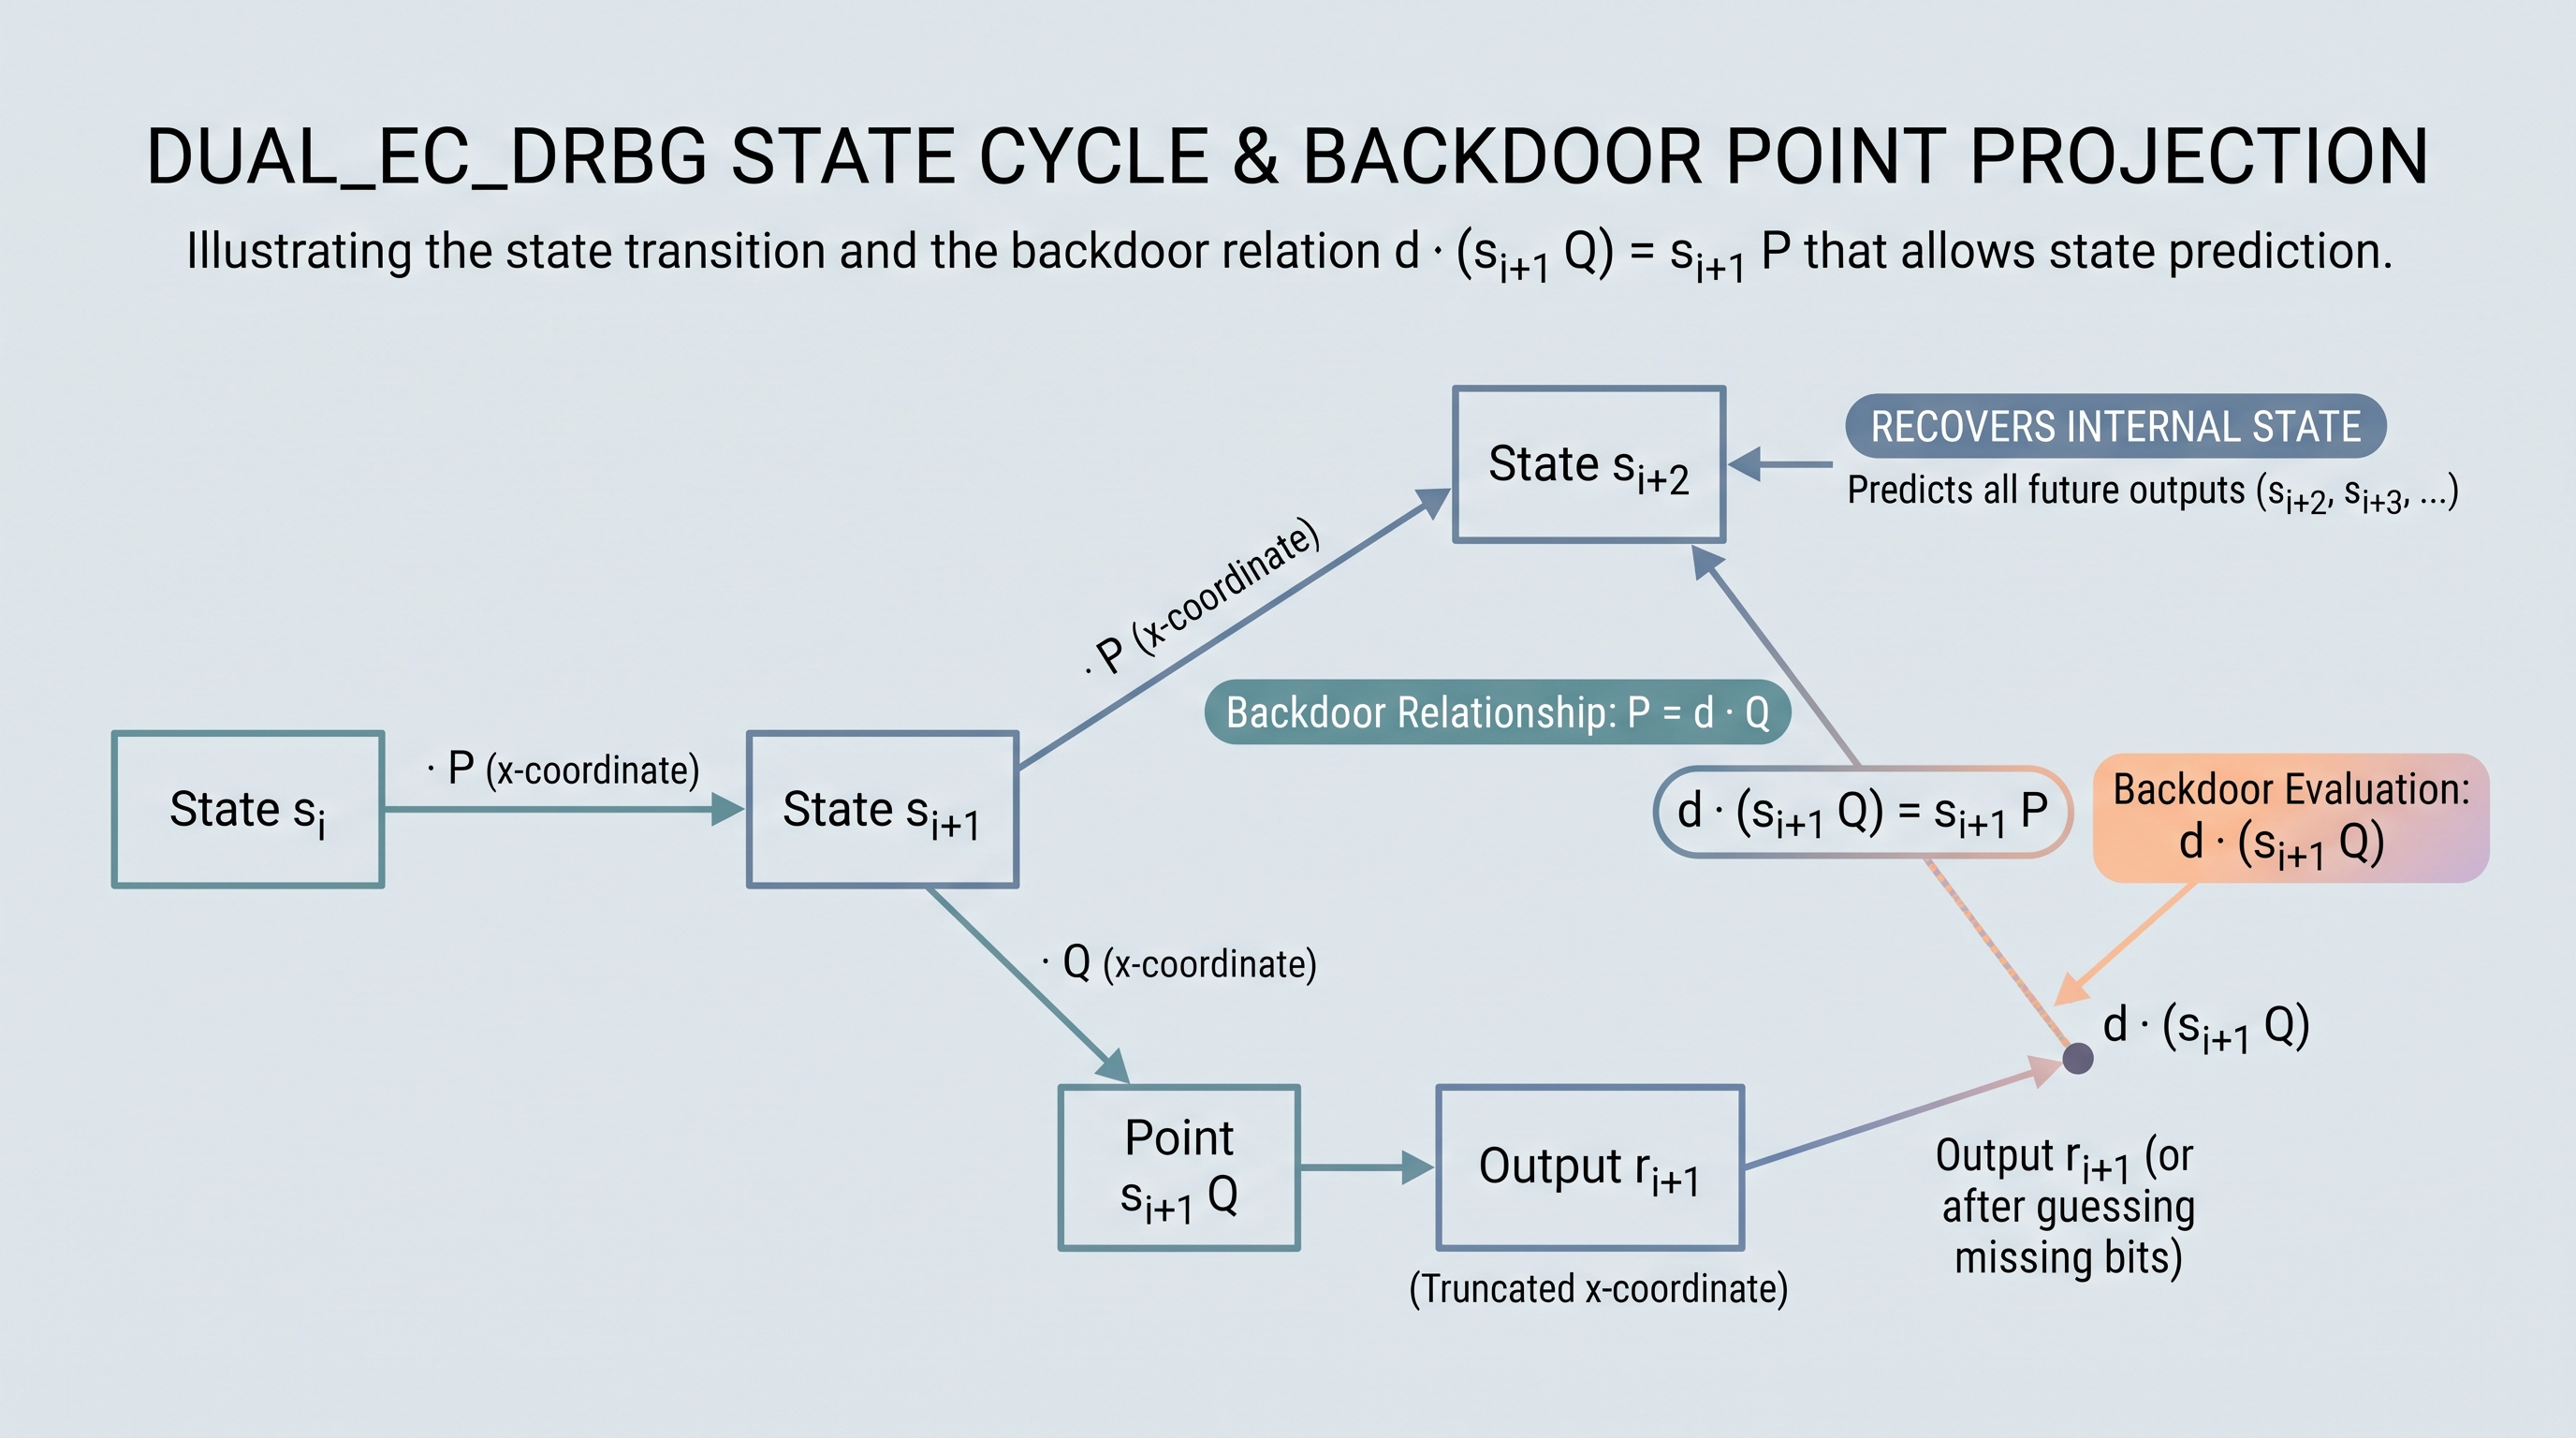 DUAL_EC_DRBG STATE CYCLE & BACKDOOR POINT PROJECTION
Illustrating the state transition and the backdoor relation d · (sᵢ₊₁ Q) = sᵢ₊₁ P that allows state prediction.
State sᵢ₊₂
RECOVERS INTERNAL STATE
Predicts all future outputs (sᵢ₊₂, sᵢ₊₃, ...)
· P (x-coordinate)
Backdoor Relationship: P = d · Q
State sᵢ
· P (x-coordinate)
State sᵢ₊₁
d · (sᵢ₊₁ Q) = sᵢ₊₁ P
Backdoor Evaluation:
d · (sᵢ₊₁ Q)
· Q (x-coordinate)
d · (sᵢ₊₁ Q)
Point
sᵢ₊₁ Q
Output rᵢ₊₁
(Truncated x-coordinate)
Output rᵢ₊₁ (or
after guessing
missing bits)